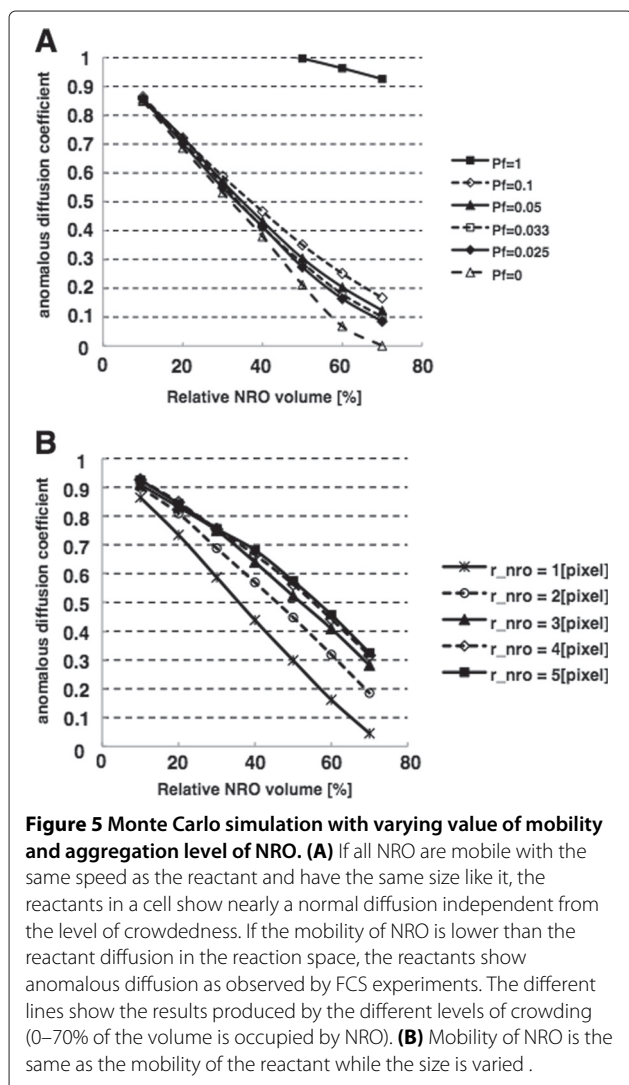 A
anomalous diffusion coefficient
1
0.9
0.8
0.7
0.6
0.5
0.4
0.3
0.2
0.1
0
0 20 40 60 80
Relative NRO volume [%]
Pf=1
Pf=0.1
Pf=0.05
Pf=0.033
Pf=0.025
Pf=0
B
anomalous diffusion coefficient
1
0.9
0.8
0.7
0.6
0.5
0.4
0.3
0.2
0.1
0
0 20 40 60 80
Relative NRO volume [%]
r_nro = 1[pixel]
r_nro = 2[pixel]
r_nro = 3[pixel]
r_nro = 4[pixel]
r_nro = 5[pixel]
Figure 5 Monte Carlo simulation with varying value of mobility
and aggregation level of NRO. (A) If all NRO are mobile with the
same speed as the reactant and have the same size like it, the
reactants in a cell show nearly a normal diffusion independent from
the level of crowdedness. If the mobility of NRO is lower than the
reactant diffusion in the reaction space, the reactants show
anomalous diffusion as observed by FCS experiments. The different
lines show the results produced by the different levels of crowding
(0–70% of the volume is occupied by NRO). (B) Mobility of NRO is the
same as the mobility of the reactant while the size is varied .